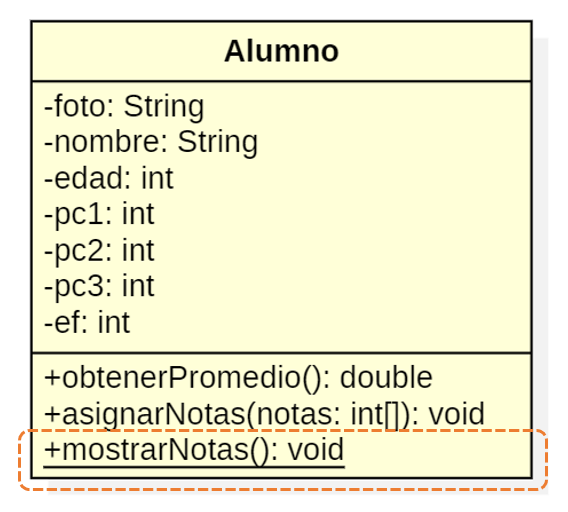 Alumno
-foto: String
-nombre: String
-edad: int
-pc1: int
-pc2: int
-pc3: int
-ef: int
+obtenerPromedio(): double
+asignarNotas(notas: int[]): void
+mostrarNotas(): void